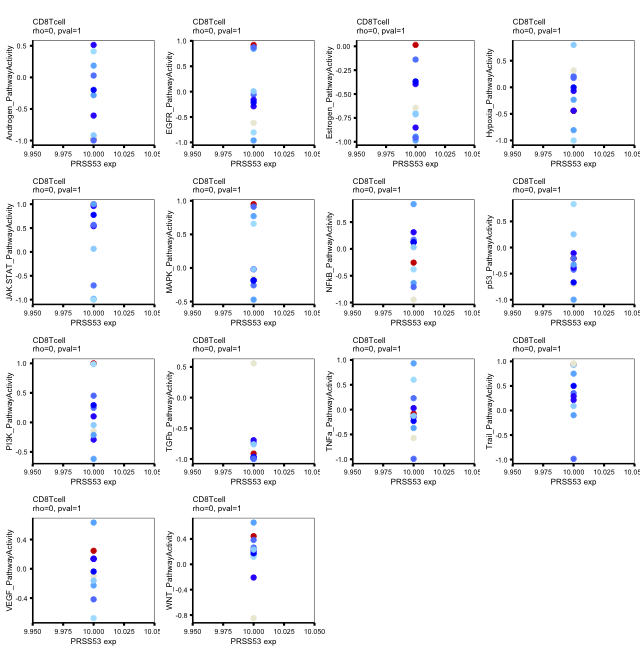 CD8Tcell
rho=0, pval=1
CD8Tcell
rho=0, pval=1
CD8Tcell
rho=0, pval=1
CD8Tcell
rho=0, pval=1
Androgen_PathwayActivity
0.5
0.0
-0.5
-1.0
EGFR_PathwayActivity
1.0
0.5
0.0
-0.5
-1.0
Estrogen_PathwayActivity
0.00
-0.25
-0.50
-0.75
-1.00
Hypoxia_PathwayActivity
0.5
0.0
-0.5
-1.0
9.950 9.975 10.000 10.025 10.05
9.950 9.975 10.000 10.025 10.050
9.950 9.975 10.000 10.025 10.05
9.950 9.975 10.000 10.025 10.05
PRSS53 exp
PRSS53 exp
PRSS53 exp
PRSS53 exp
CD8Tcell
rho=0, pval=1
CD8Tcell
rho=0, pval=1
CD8Tcell
rho=0, pval=1
CD8Tcell
rho=0, pval=1
JAK.STAT_PathwayActivity
1.0
0.5
0.0
-0.5
-1.0
MAPK_PathwayActivity
1.0
0.5
0.0
-0.5
NFkB_PathwayActivity
0.5
0.0
-0.5
-1.0
p53_PathwayActivity
0.5
0.0
-0.5
-1.0
9.950 9.975 10.000 10.025 10.05
9.950 9.975 10.000 10.025 10.050
9.950 9.975 10.000 10.025 10.05
9.950 9.975 10.000 10.025 10.05
PRSS53 exp
PRSS53 exp
PRSS53 exp
PRSS53 exp
CD8Tcell
rho=0, pval=1
CD8Tcell
rho=0, pval=1
CD8Tcell
rho=0, pval=1
CD8Tcell
rho=0, pval=1
PI3K_PathwayActivity
1.0
0.5
0.0
-0.5
TGFb_PathwayActivity
0.5
0.0
-0.5
-1.0
TNFa_PathwayActivity
1.0
0.5
0.0
-0.5
-1.0
Trail_PathwayActivity
1.0
0.5
0.0
-0.5
-1.0
9.950 9.975 10.000 10.025 10.05
9.950 9.975 10.000 10.025 10.050
9.950 9.975 10.000 10.025 10.05
9.950 9.975 10.000 10.025 10.05
PRSS53 exp
PRSS53 exp
PRSS53 exp
PRSS53 exp
CD8Tcell
rho=0, pval=1
CD8Tcell
rho=0, pval=1
VEGF_PathwayActivity
0.4
0.0
-0.4
WNT_PathwayActivity
0.4
0.0
-0.4
-0.8
9.950 9.975 10.000 10.025 10.05
9.950 9.975 10.000 10.025 10.050
PRSS53 exp
PRSS53 exp